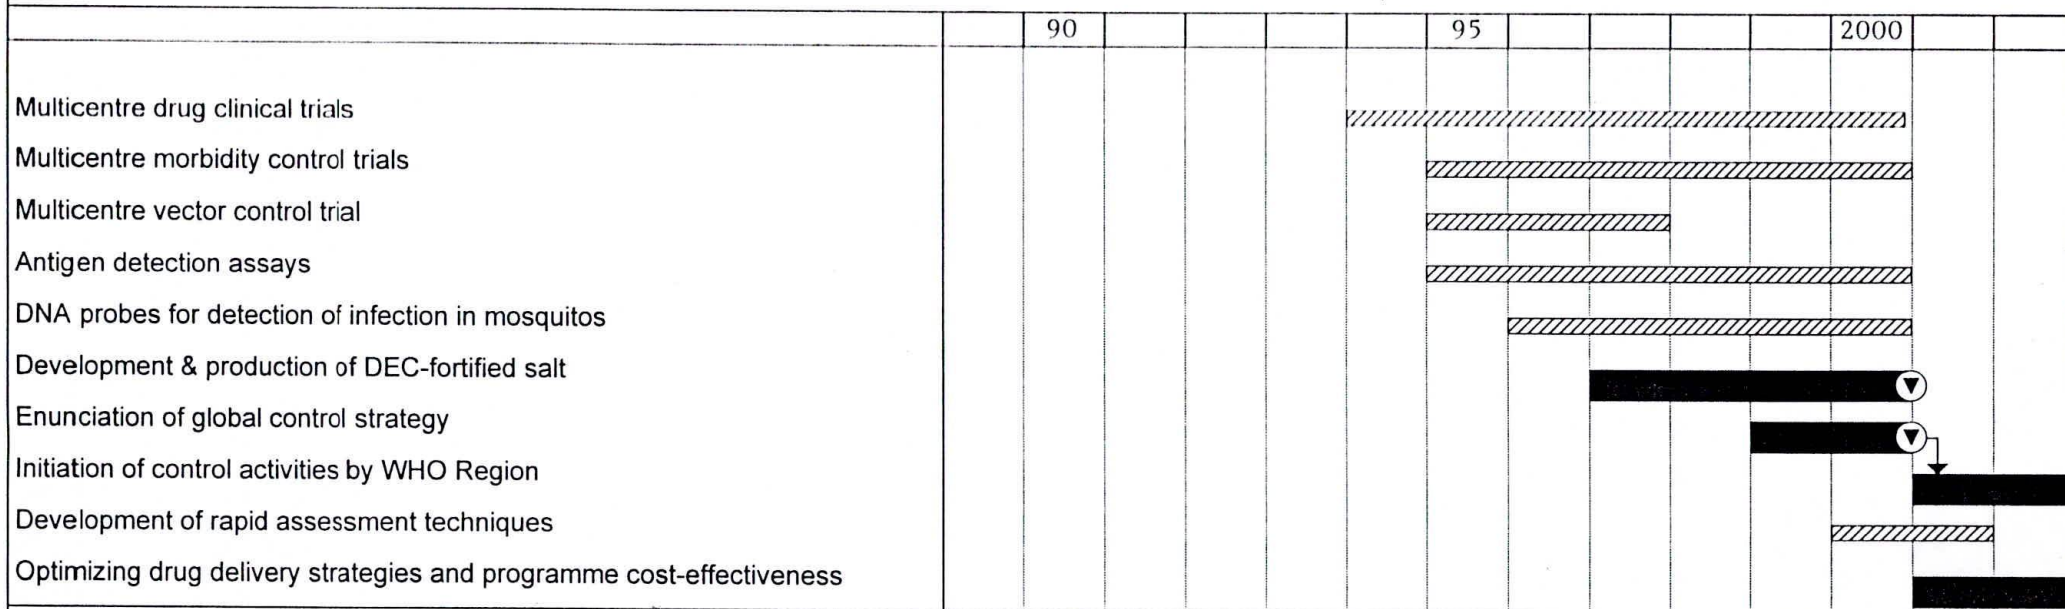 90 95 2000
Multicentre drug clinical trials
Multicentre morbidity control trials
Multicentre vector control trial
Antigen detection assays
DNA probes for detection of infection in mosquitos
Development & production of DEC-fortified salt
Enunciation of global control strategy
Initiation of control activities by WHO Region
Development of rapid assessment techniques
Optimizing drug delivery strategies and programme cost-effectiveness